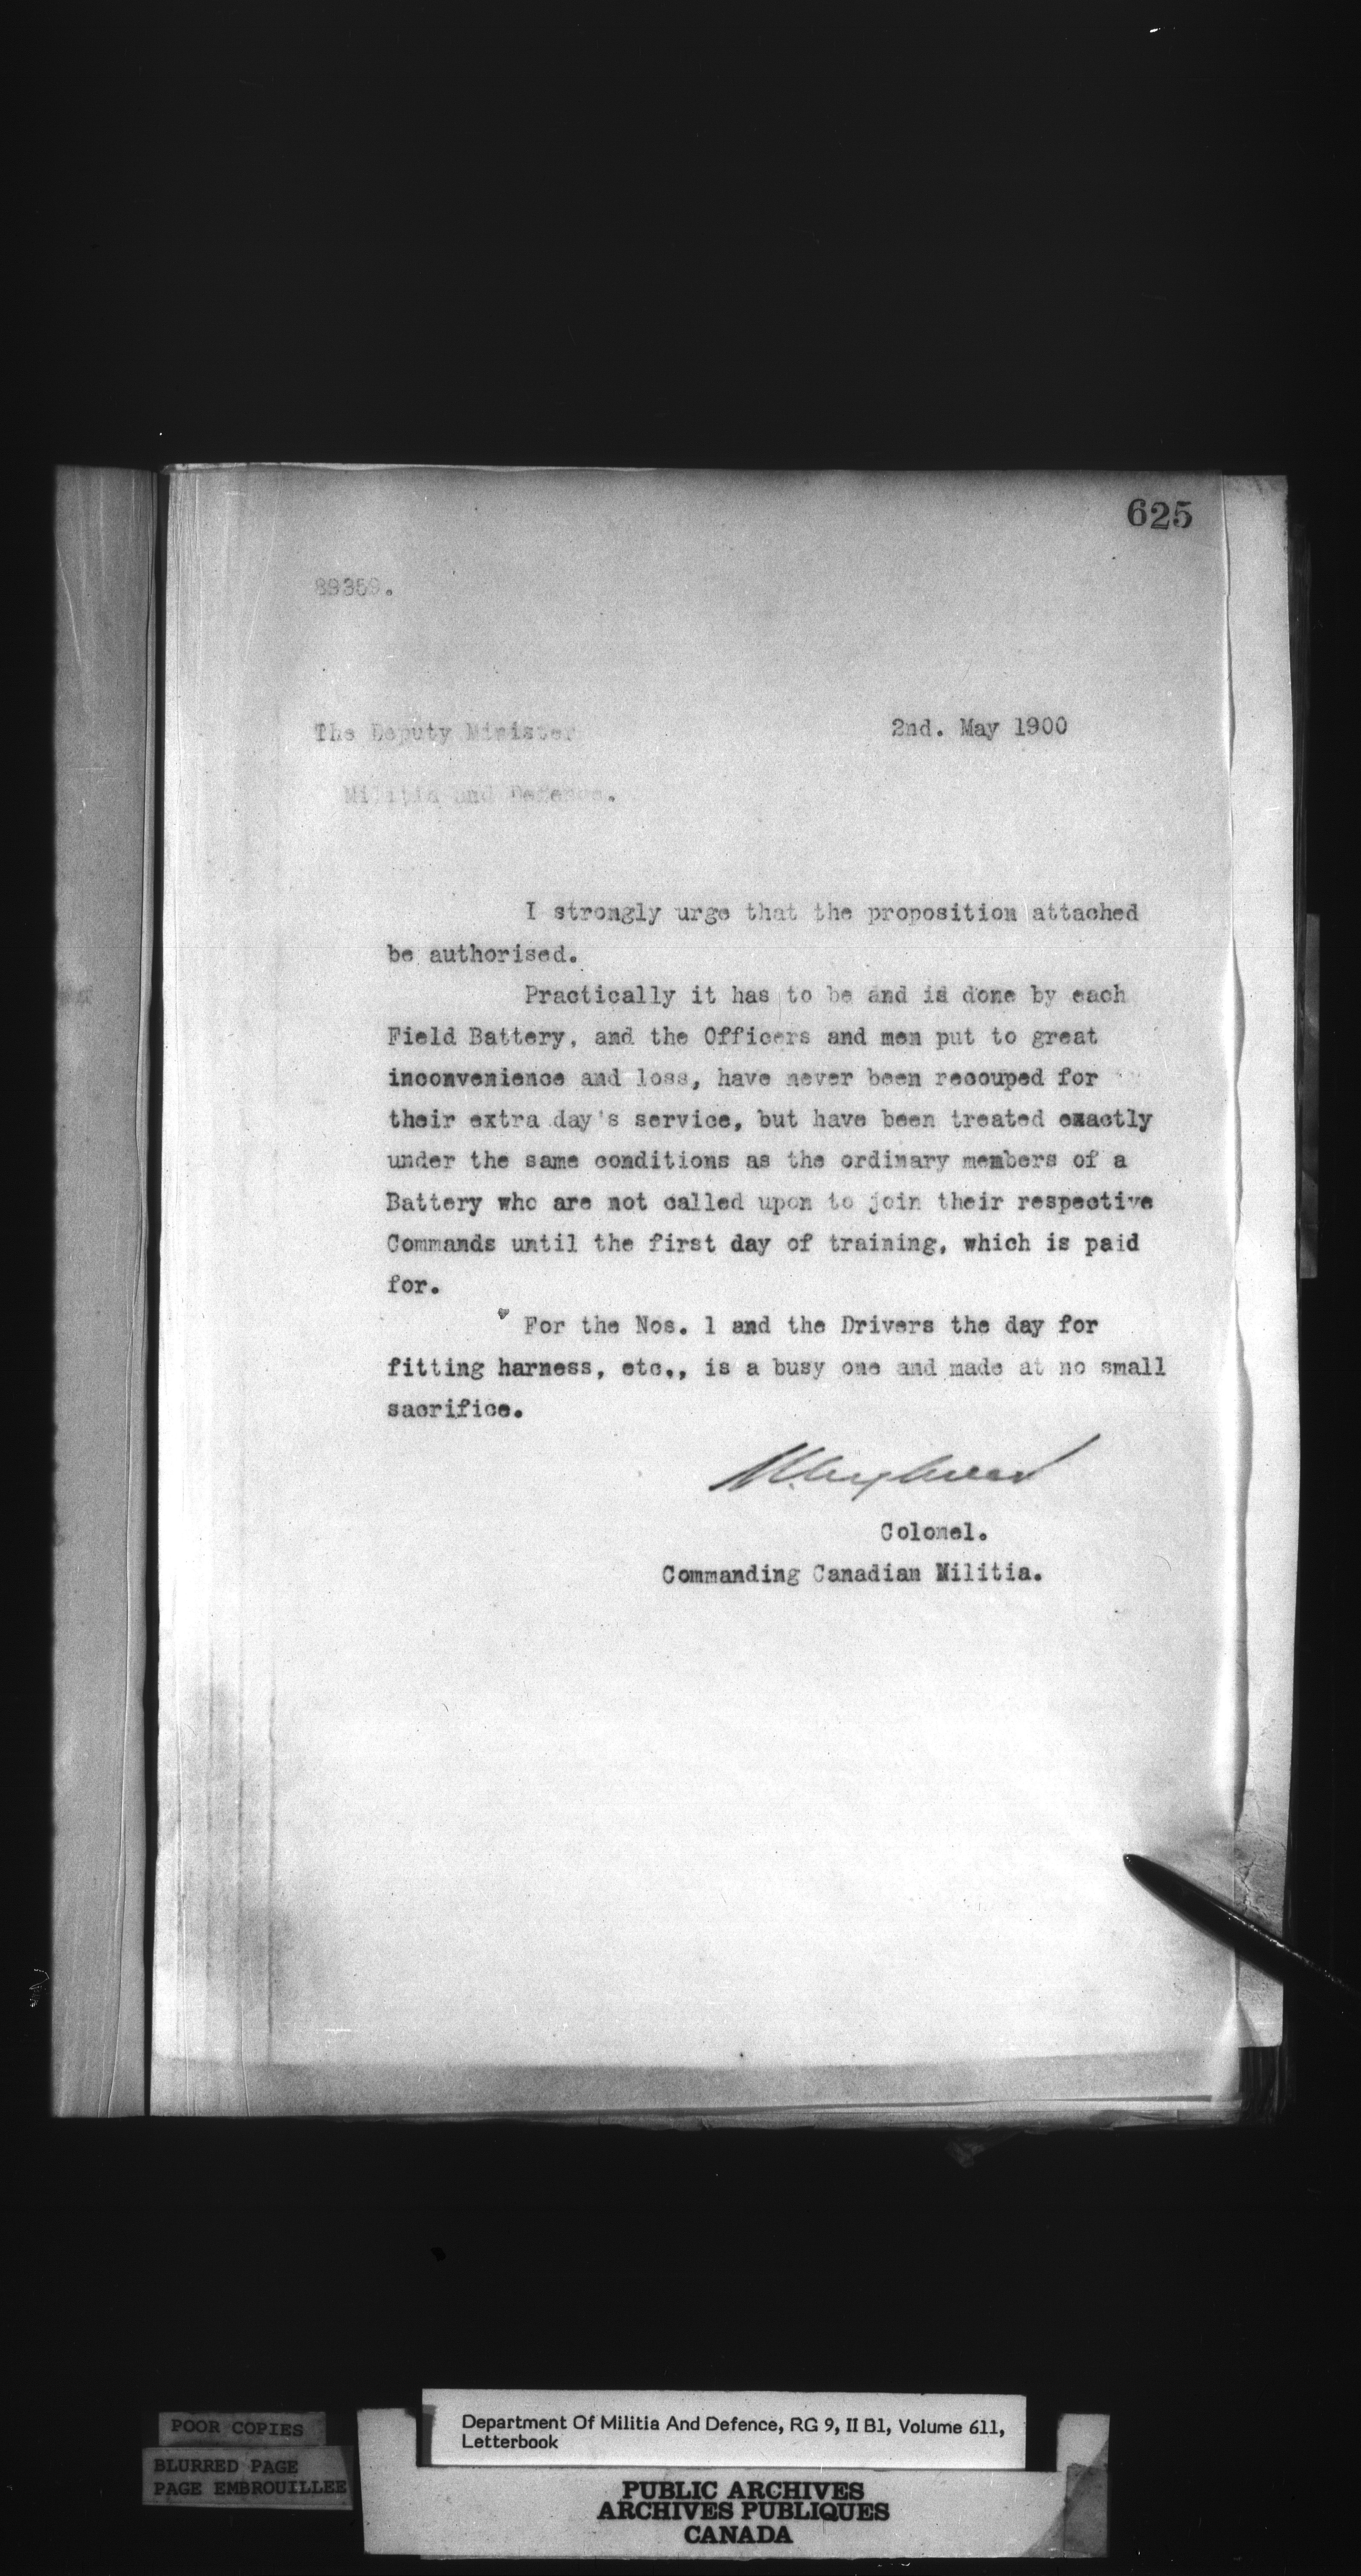 625
89359.
The Deputy Minister 2nd. May 1900
Militia and Defence.
I strongly urge that the proposition attached
be authorised.
Practically it has to be and is done by each
Field Battery, and the Officers and men put to great
inconvenience and loss, have never been recouped for
their extra day's service, but have been treated exactly
under the same conditions as the ordinary members of a
Battery who are not called upon to join their respective
Commands until the first day of training, which is paid
for.
For the Nos. 1 and the Drivers the day for
fitting harness, etc., is a busy one and made at no small
sacrifice.
Colonel.
Commanding Canadian Militia.
POOR COPIES
BLURRED PAGE
PAGE EMBROUILLEE
Department Of Militia And Defence, RG 9, II B1, Volume 611,
Letterbook
PUBLIC ARCHIVES
ARCHIVES PUBLIQUES
CANADA